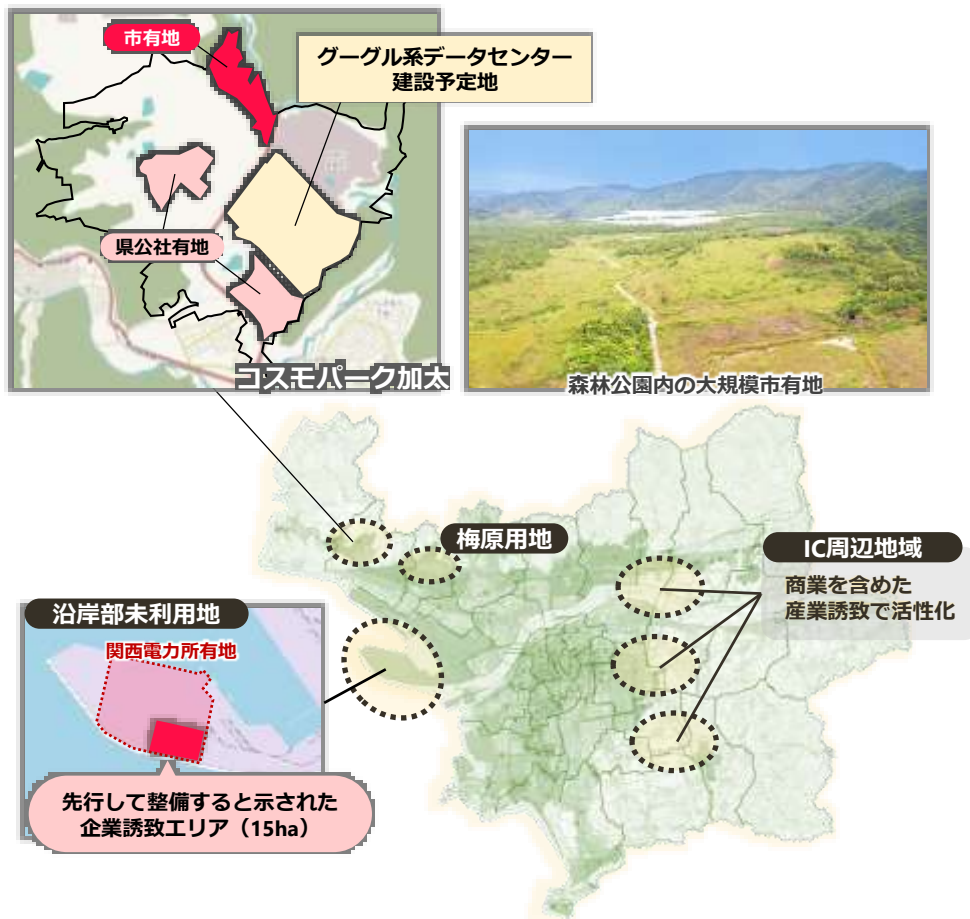 市有地
グーグル系データセンター
建設予定地
県公社有地
コスモパーク加太
森林公園内の大規模市有地
梅原用地
IC周辺地域
商業を含めた
産業誘致で活性化
沿岸部未利用地
関西電力所有地
先行して整備すると示された
企業誘致エリア（15ha）